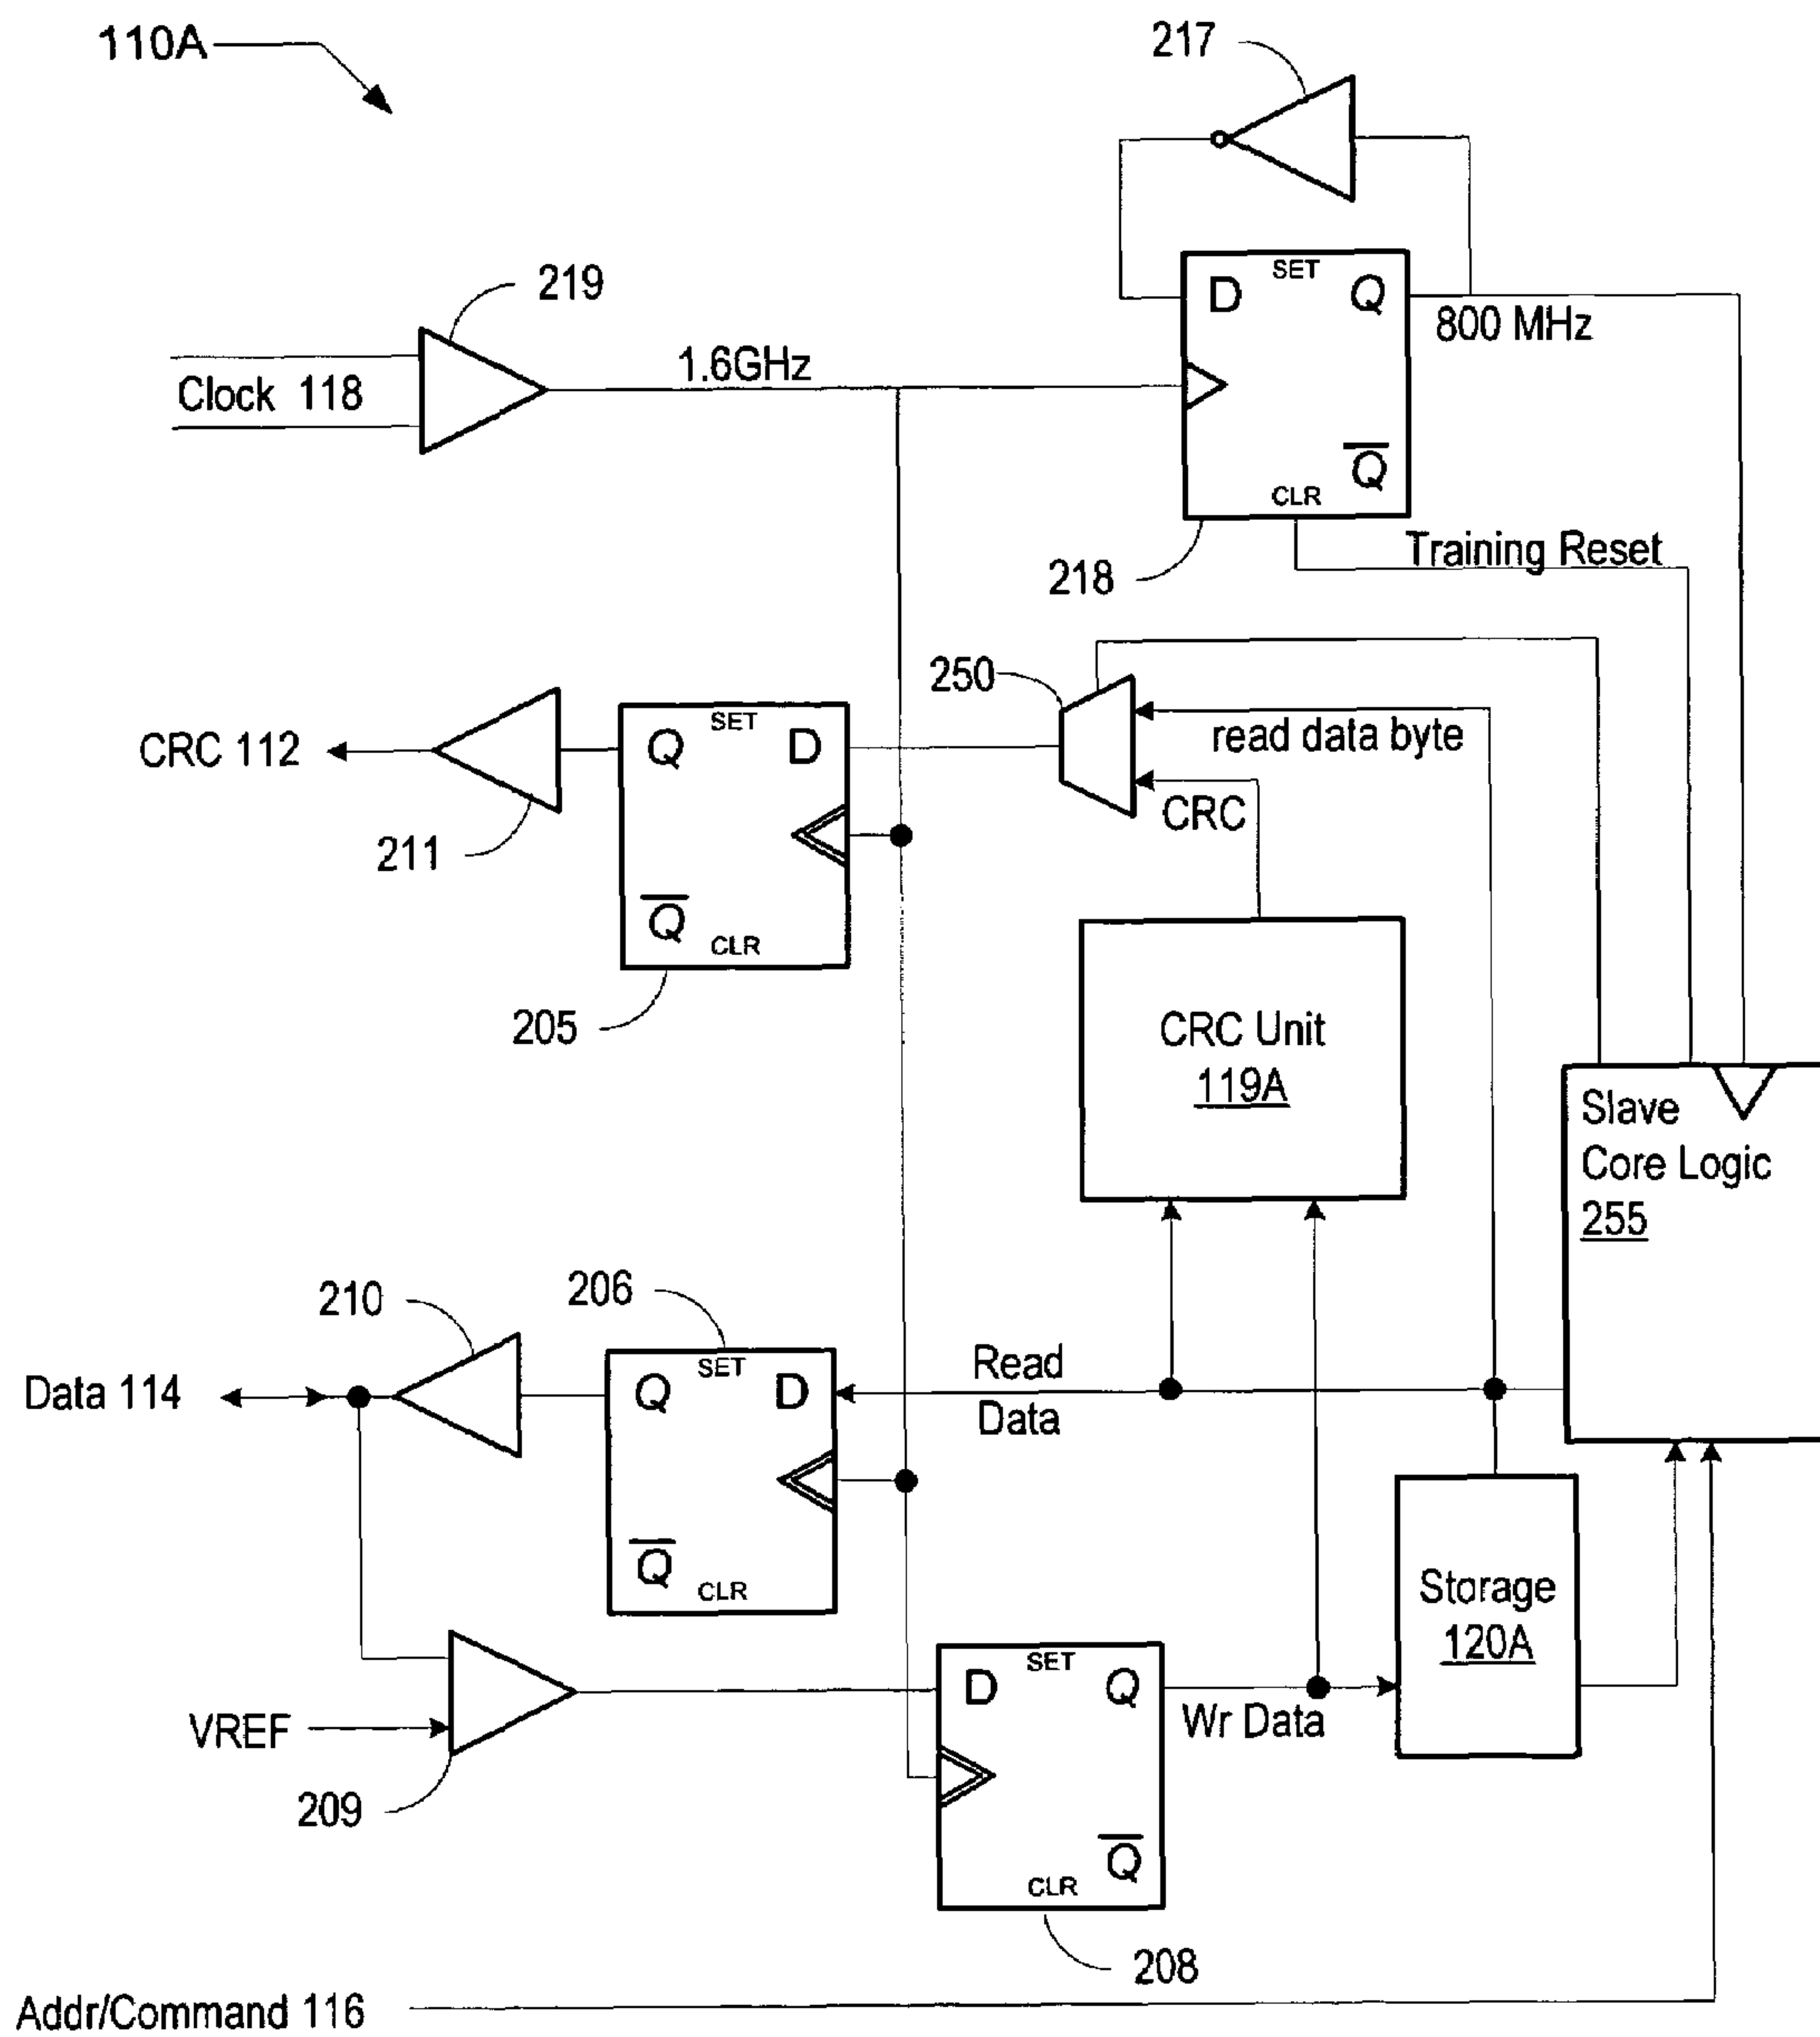 110A
217
219
SET
D
Q
800 MHz
1.6GHz
Clock 118
Q
CLR
Training Reset
218
250
read data byte
CRC
CRC 112
SET
Q
D
211
Q
CLR
205
CRC Unit
119A
Slave
Core Logic
255
210
206
Data 114
SET
Q
D
Read
Data
Q
CLR
Storage
120A
SET
D
Q
Wr Data
VREF
209
Q
CLR
208
Addr/Command 116